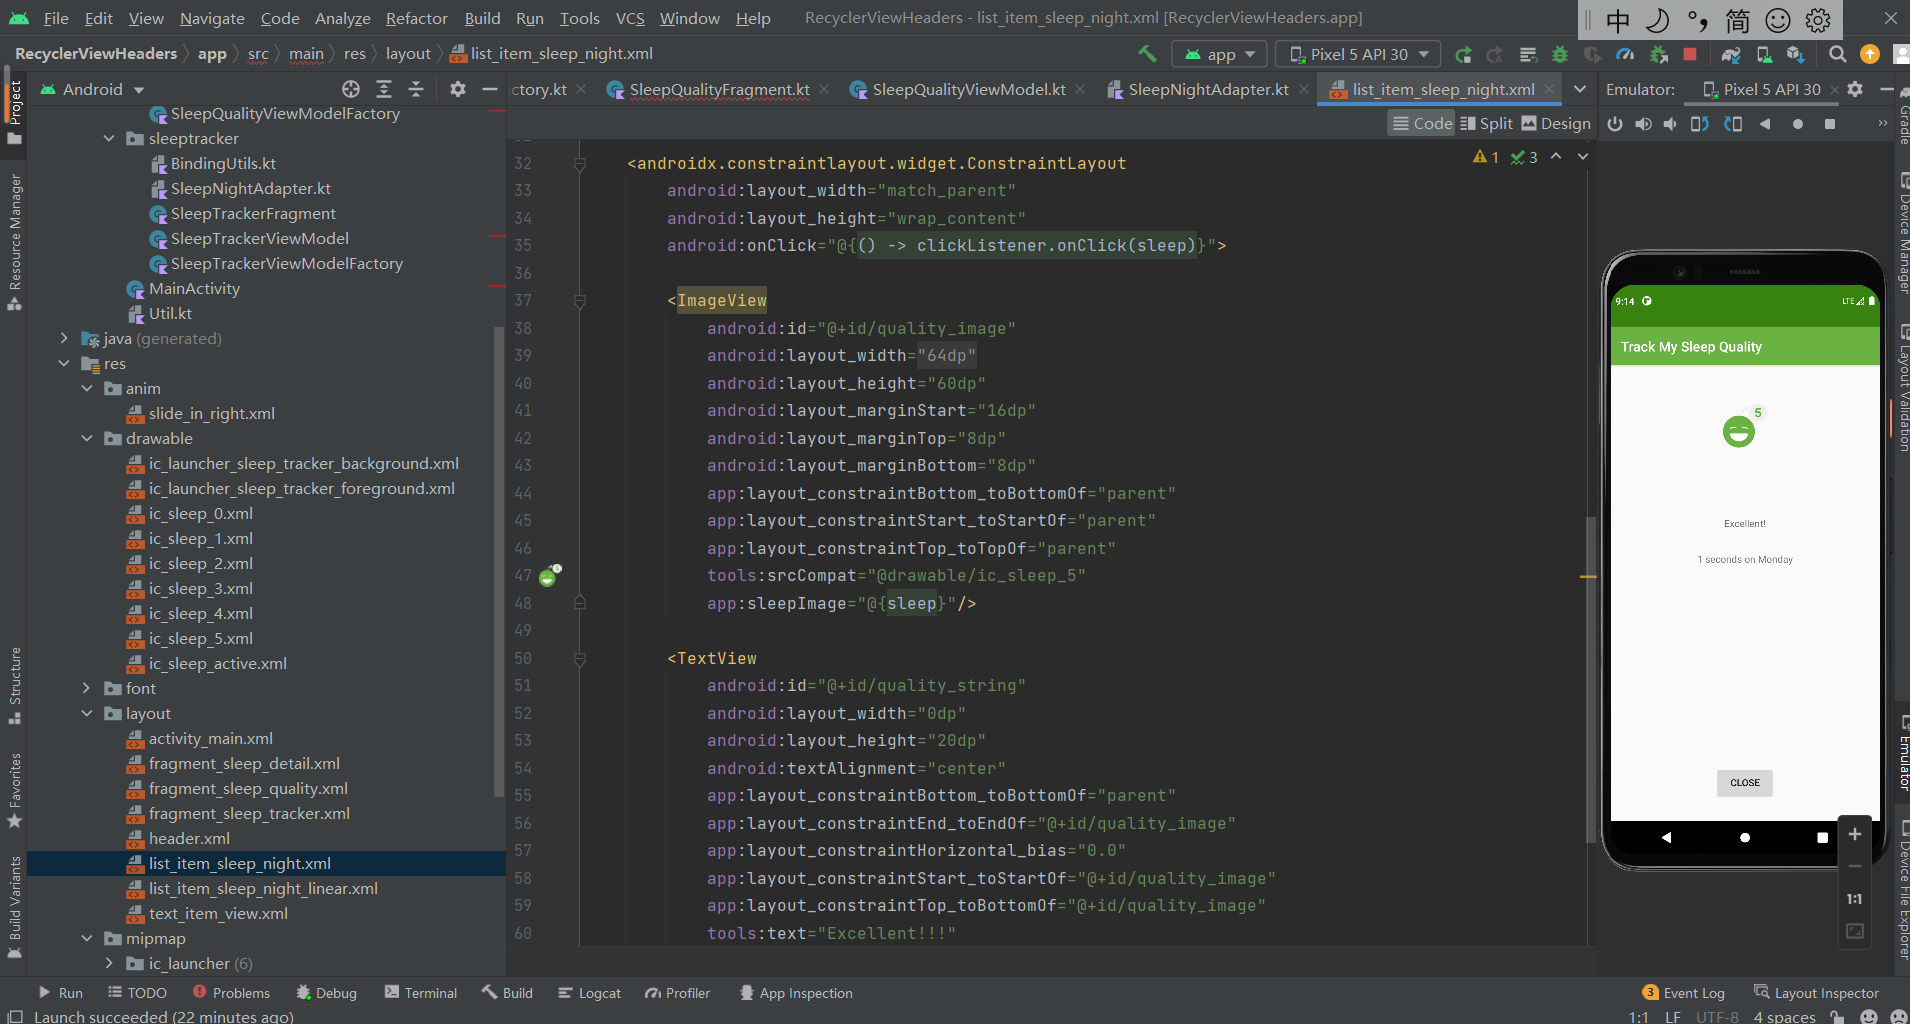 File Edit View Navigate Code Analyze Refactor Build Run Tools VCS Window Help RecyclerViewHeaders - list_item_sleep_night.xml [RecyclerViewHeaders.app]
中 简
RecyclerViewHeaders app src main res layout list_item_sleep_night.xml app Pixel 5 API 30
Android
ctory.kt SleepQualityFragment.kt SleepQualityViewModel.kt SleepNightAdapter.kt list_item_sleep_night.xml
Emulator: Pixel 5 API 30
Code Split Design
Project
Resource Manager
Structure
Favorites
Build Variants
SleepQualityViewModelFactory
sleeptracker
BindingUtils.kt
SleepNightAdapter.kt
SleepTrackerFragment
SleepTrackerViewModel
SleepTrackerViewModelFactory
MainActivity
Util.kt
java (generated)
res
anim
slide_in_right.xml
drawable
ic_launcher_sleep_tracker_background.xml
ic_launcher_sleep_tracker_foreground.xml
ic_sleep_0.xml
ic_sleep_1.xml
ic_sleep_2.xml
ic_sleep_3.xml
ic_sleep_4.xml
ic_sleep_5.xml
ic_sleep_active.xml
font
layout
activity_main.xml
fragment_sleep_detail.xml
fragment_sleep_quality.xml
fragment_sleep_tracker.xml
header.xml
list_item_sleep_night.xml
list_item_sleep_night_linear.xml
text_item_view.xml
mipmap
ic_launcher (6)
1 3
32 <androidx.constraintlayout.widget.ConstraintLayout
33 android:layout_width="match_parent"
34 android:layout_height="wrap_content"
35 android:onClick="@{() -> clickListener.onClick(sleep)}">
36
37 <ImageView
38 android:id="@+id/quality_image"
39 android:layout_width="64dp"
40 android:layout_height="60dp"
41 android:layout_marginStart="16dp"
42 android:layout_marginTop="8dp"
43 android:layout_marginBottom="8dp"
44 app:layout_constraintBottom_toBottomOf="parent"
45 app:layout_constraintStart_toStartOf="parent"
46 app:layout_constraintTop_toTopOf="parent"
47 tools:srcCompat="@drawable/ic_sleep_5"
48 app:sleepImage="@{sleep}"/>
49
50 <TextView
51 android:id="@+id/quality_string"
52 android:layout_width="0dp"
53 android:layout_height="20dp"
54 android:textAlignment="center"
55 app:layout_constraintBottom_toBottomOf="parent"
56 app:layout_constraintEnd_toEndOf="@+id/quality_image"
57 app:layout_constraintHorizontal_bias="0.0"
58 app:layout_constraintStart_toStartOf="@+id/quality_image"
59 app:layout_constraintTop_toBottomOf="@+id/quality_image"
60 tools:text="Excellent!!!"
9:14 LTE
Track My Sleep Quality
5
Excellent!
1 seconds on Monday
CLOSE
1:1
Gradle
Device Manager
Layout Validation
Emulator
Device File Explorer
Run TODO Problems Debug Terminal Build Logcat Profiler App Inspection 3 Event Log Layout Inspector
Launch succeeded (22 minutes ago) 1:1 LF UTF-8 4 spaces